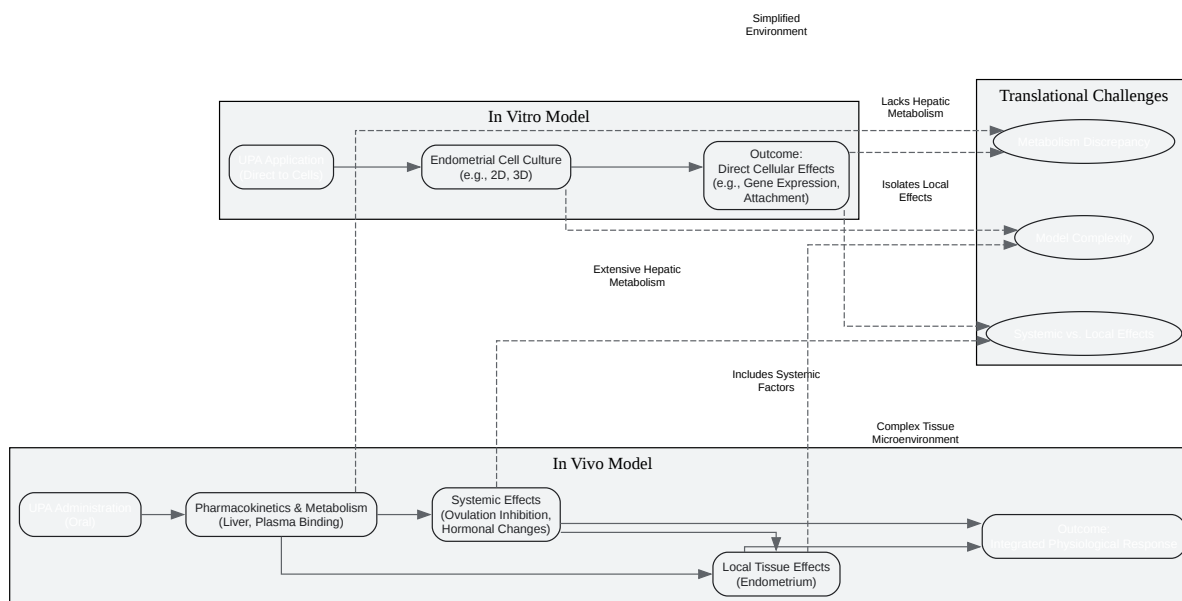 Simplified
Environment
Translational Challenges
Lacks Hepatic
Metabolism
In Vitro Model
Metabolism Discrepancy
UPA Application
(Direct to Cells)
Endometrial Cell Culture
(e.g., 2D, 3D)
Outcome:
Direct Cellular Effects
(e.g., Gene Expression,
Attachment)
Isolates Local
Effects
Model Complexity
Extensive Hepatic
Metabolism
Systemic vs. Local Effects
Includes Systemic
Factors
Complex Tissue
Microenvironment
In Vivo Model
UPA Administration
(Oral)
Pharmacokinetics & Metabolism
(Liver, Plasma Binding)
Systemic Effects
(Ovulation Inhibition,
Hormonal Changes)
Outcome:
Integrated Physiological Response
Local Tissue Effects
(Endometrium)